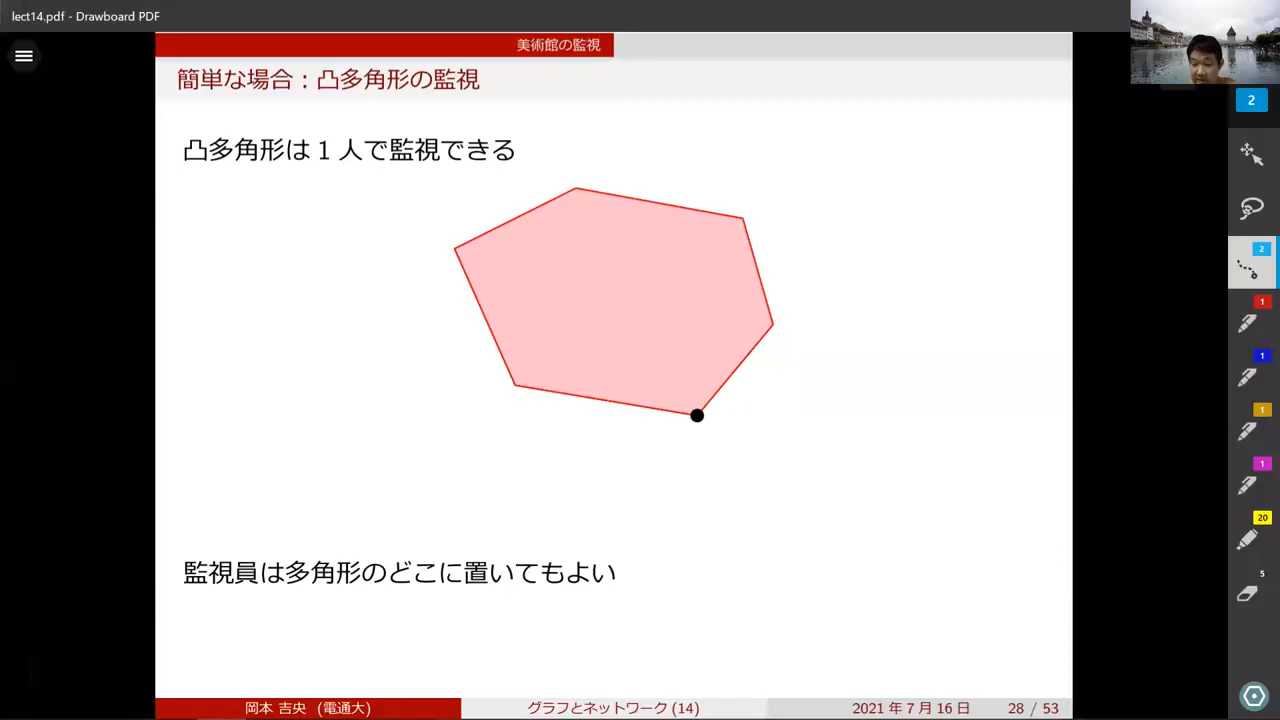 lect14.pdf - Drawboard PDF
美術館の監視
簡単な場合：凸多角形の監視
凸多角形は 1 人で監視できる
監視員は多角形のどこに置いてもよい
岡本 吉央 (電通大)
グラフとネットワーク (14)
2021 年 7 月 16 日
28 / 53
2
2
1
1
1
1
20
5